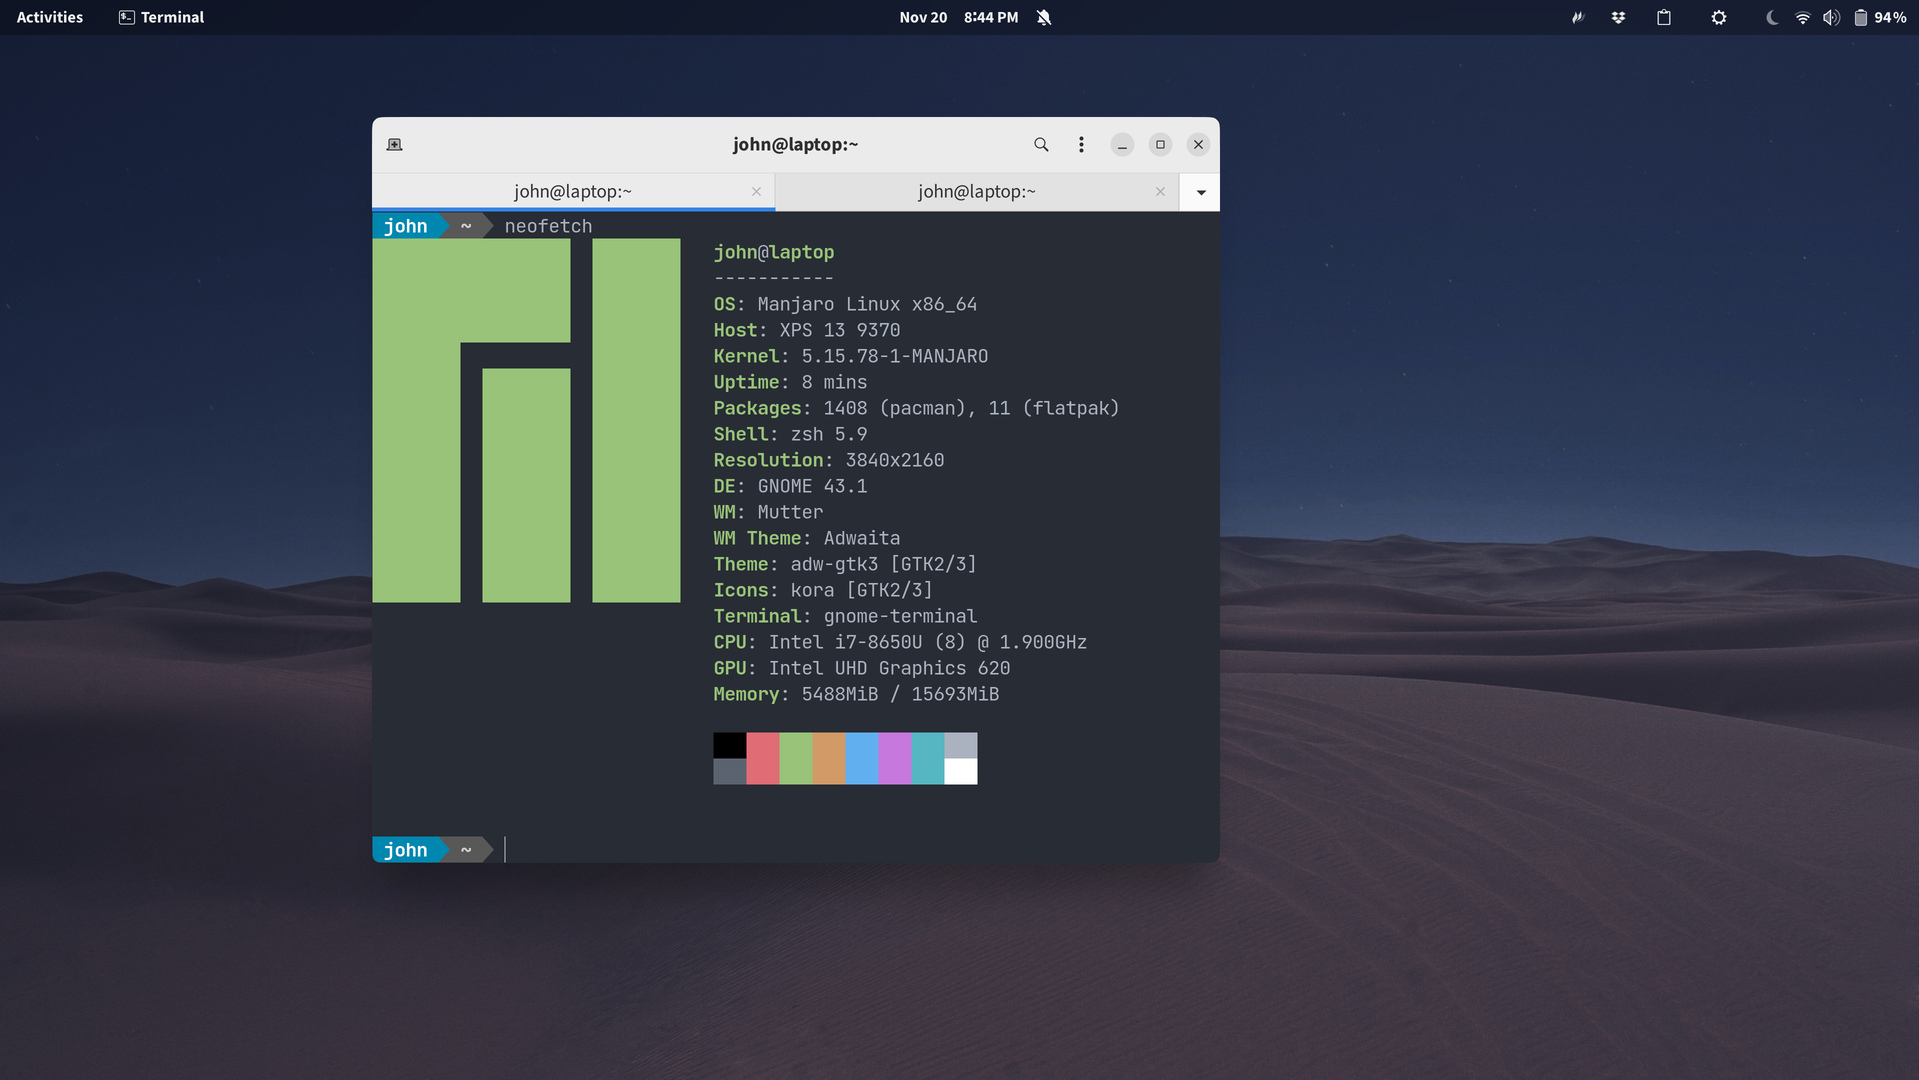 Activities Terminal Nov 20 8:44 PM 94%
john@laptop:~
john@laptop:~ john@laptop:~
john ~ neofetch
john@laptop
-----------
OS: Manjaro Linux x86_64
Host: XPS 13 9370
Kernel: 5.15.78-1-MANJARO
Uptime: 8 mins
Packages: 1408 (pacman), 11 (flatpak)
Shell: zsh 5.9
Resolution: 3840x2160
DE: GNOME 43.1
WM: Mutter
WM Theme: Adwaita
Theme: adw-gtk3 [GTK2/3]
Icons: kora [GTK2/3]
Terminal: gnome-terminal
CPU: Intel i7-8650U (8) @ 1.900GHz
GPU: Intel UHD Graphics 620
Memory: 5488MiB / 15693MiB
john ~